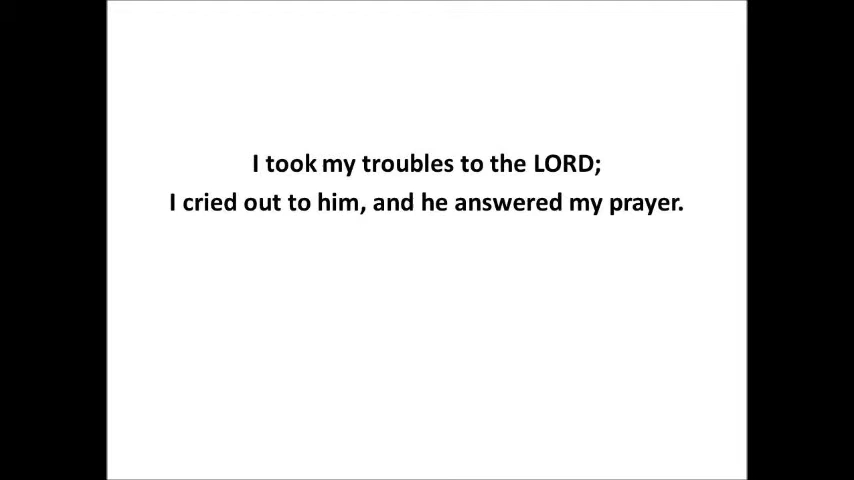 I took my troubles to the LORD;
I cried out to him, and he answered my prayer.